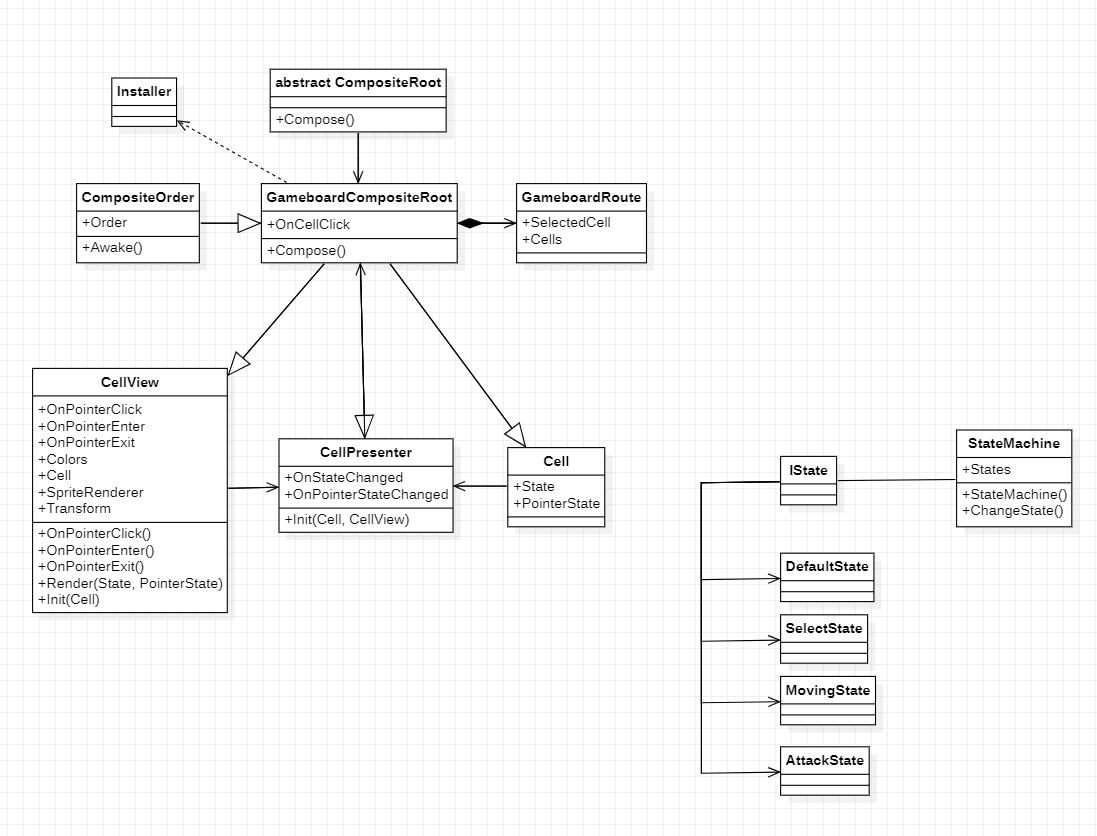 Installer
abstract CompositeRoot
+Compose()
CompositeOrder
+Order
+Awake()
GameboardCompositeRoot
+OnCellClick
+Compose()
GameboardRoute
+SelectedCell
+Cells
CellView
+OnPointerClick
+OnPointerEnter
+OnPointerExit
+Colors
+Cell
+SpriteRenderer
+Transform
+OnPointerClick()
+OnPointerEnter()
+OnPointerExit()
+Render(State, PointerState)
+Init(Cell)
CellPresenter
+OnStateChanged
+OnPointerStateChanged
+Init(Cell, CellView)
Cell
+State
+PointerState
IState
StateMachine
+States
+StateMachine()
+ChangeState()
DefaultState
SelectState
MovingState
AttackState